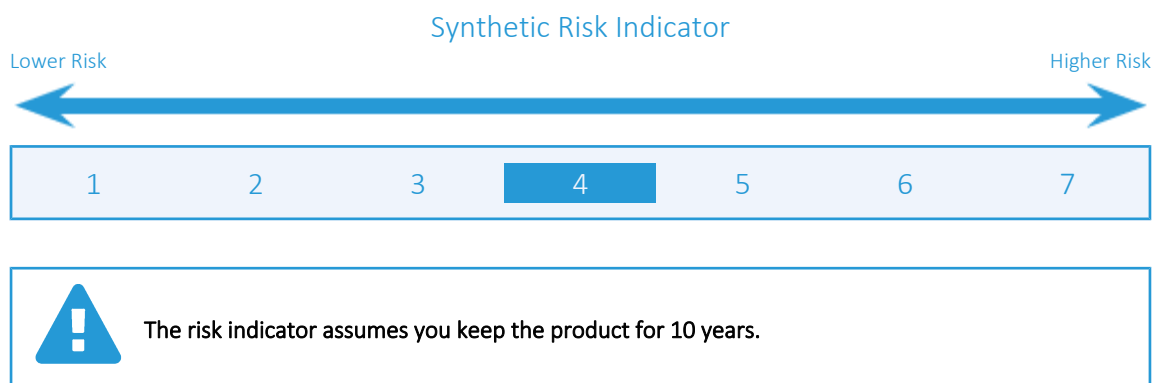 Synthetic Risk Indicator
Lower Risk Higher Risk
1 2 3 4 5 6 7
The risk indicator assumes you keep the product for 10 years.